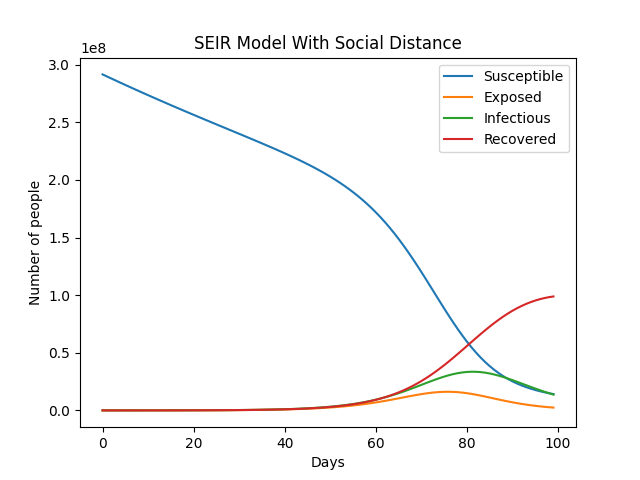 SEIR Model With Social Distance
1e8
3.0
2.5
2.0
1.5
1.0
0.5
0.0
Number of people
Susceptible
Exposed
Infectious
Recovered
0 20 40 60 80 100
Days